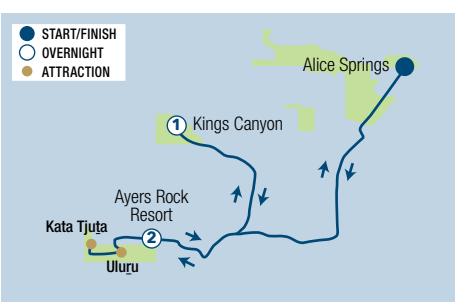 START/FINISH
OVERNIGHT
ATTRACTION
Alice Springs
1 Kings Canyon
Ayers Rock
Resort
2
Kata Tjuṯa
Uluṟu